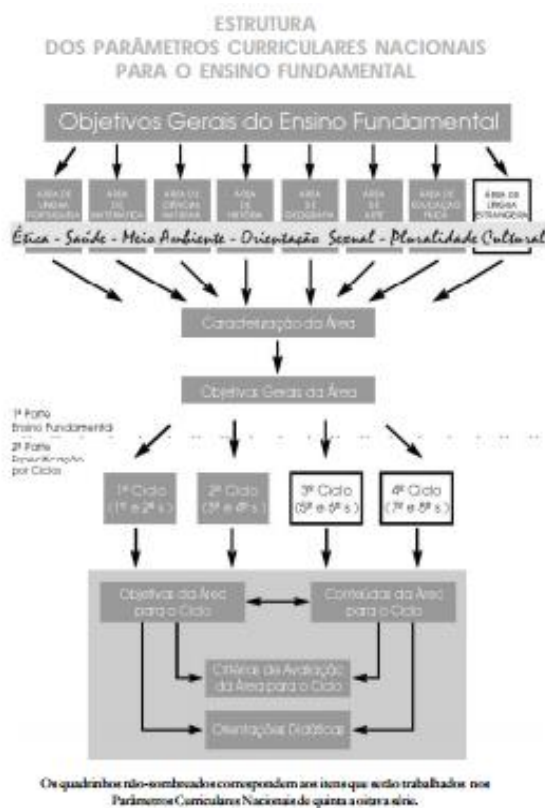 ESTRUTURA
DOS PARÂMETROS CURRICULARES NACIONAIS
PARA O ENSINO FUNDAMENTAL
Objetivos Gerais do Ensino Fundamental
ÁREA DE
LÍNGUA
PORTUGUESA
ÁREA DE
MATEMÁTICA
ÁREA DE
CIÊNCIAS
NATURAIS
ÁREA DE
HISTÓRIA
ÁREA DE
GEOGRAFIA
ÁREA DE
ARTE
ÁREA DE
EDUCAÇÃO
FÍSICA
ÁREA DE
LÍNGUA
ESTRANGEIRA
Ética - Saúde - Meio Ambiente - Orientação Sexual - Pluralidade Cultural
Caracterização da Área
Objetivos Gerais da Área
1ª Parte
Ensino Fundamental
2ª Parte
Especificação
por Ciclos
1º Ciclo
(1ª e 2ª s.)
2º Ciclo
(3ª e 4ª s.)
3º Ciclo
(5ª e 6ª s.)
4º Ciclo
(7ª e 8ª s.)
Objetivos da Área
para o Ciclo
Conteúdos da Área
para o Ciclo
Critérios de Avaliação
da Área para o Ciclo
Orientações Didáticas
Os quadrinhos não-sombreados correspondem aos itens que serão trabalhados nos
Parâmetros Curriculares Nacionais de quinta a oitava série.